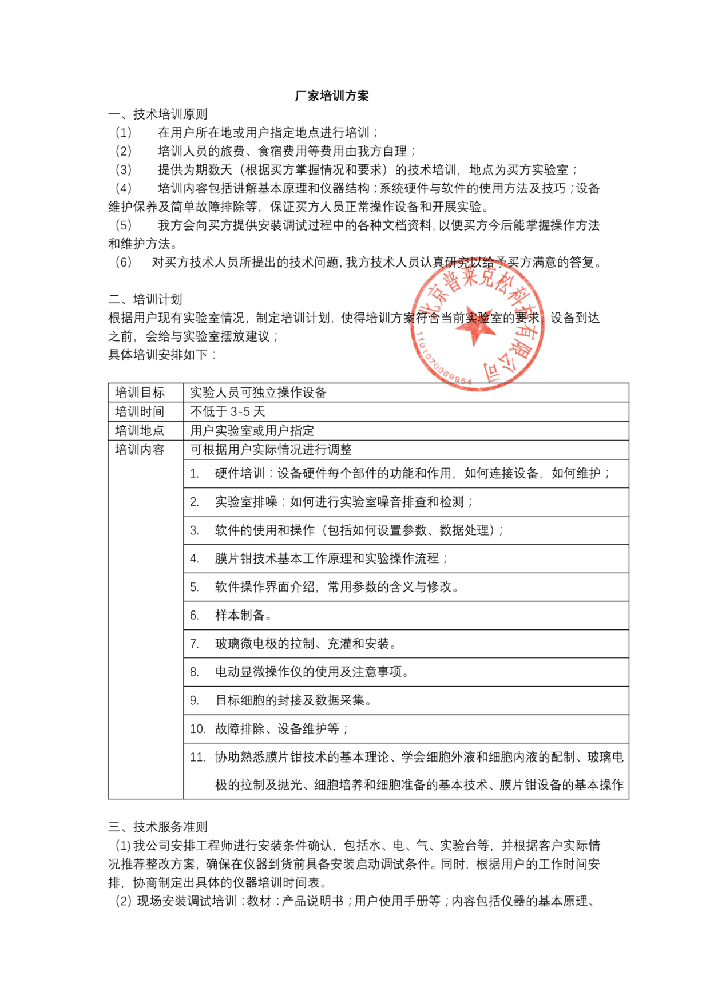 厂家培训方案
一、技术培训原则
（1） 在用户所在地或用户指定地点进行培训；
（2） 培训人员的旅费、食宿费用等费用由我方自理；
（3） 提供为期数天（根据买方掌握情况和要求）的技术培训，地点为买方实验室；
（4） 培训内容包括讲解基本原理和仪器结构；系统硬件与软件的使用方法及技巧；设备
维护保养及简单故障排除等，保证买方人员正常操作设备和开展实验。
（5） 我方会向买方提供安装调试过程中的各种文档资料，以便买方今后能掌握操作方法
和维护方法。
（6） 对买方技术人员所提出的技术问题，我方技术人员认真研究以给予买方满意的答复。
北京普莱克松科技有限公司
1101070069954
二、培训计划
根据用户现有实验室情况，制定培训计划，使得培训方案符合当前实验室的要求，设备到达
之前，会给与实验室摆放建议；
具体培训安排如下：
培训目标 实验人员可独立操作设备
培训时间 不低于 3-5 天
培训地点 用户实验室或用户指定
培训内容 可根据用户实际情况进行调整
1. 硬件培训：设备硬件每个部件的功能和作用，如何连接设备，如何维护；
2. 实验室排噪：如何进行实验室噪音排查和检测；
3. 软件的使用和操作（包括如何设置参数、数据处理）；
4. 膜片钳技术基本工作原理和实验操作流程；
5. 软件操作界面介绍，常用参数的含义与修改。
6. 样本制备。
7. 玻璃微电极的拉制、充灌和安装。
8. 电动显微操作仪的使用及注意事项。
9. 目标细胞的封接及数据采集。
10. 故障排除、设备维护等；
11. 协助熟悉膜片钳技术的基本理论、学会细胞外液和细胞内液的配制、玻璃电
极的拉制及抛光、细胞培养和细胞准备的基本技术、膜片钳设备的基本操作
三、技术服务准则
（1)我公司安排工程师进行安装条件确认，包括水、电、气、实验台等，并根据客户实际情
况推荐整改方案，确保在仪器到货前具备安装启动调试条件。同时，根据用户的工作时间安
排，协商制定出具体的仪器培训时间表。
（2）现场安装调试培训：教材：产品说明书；用户使用手册等；内容包括仪器的基本原理、